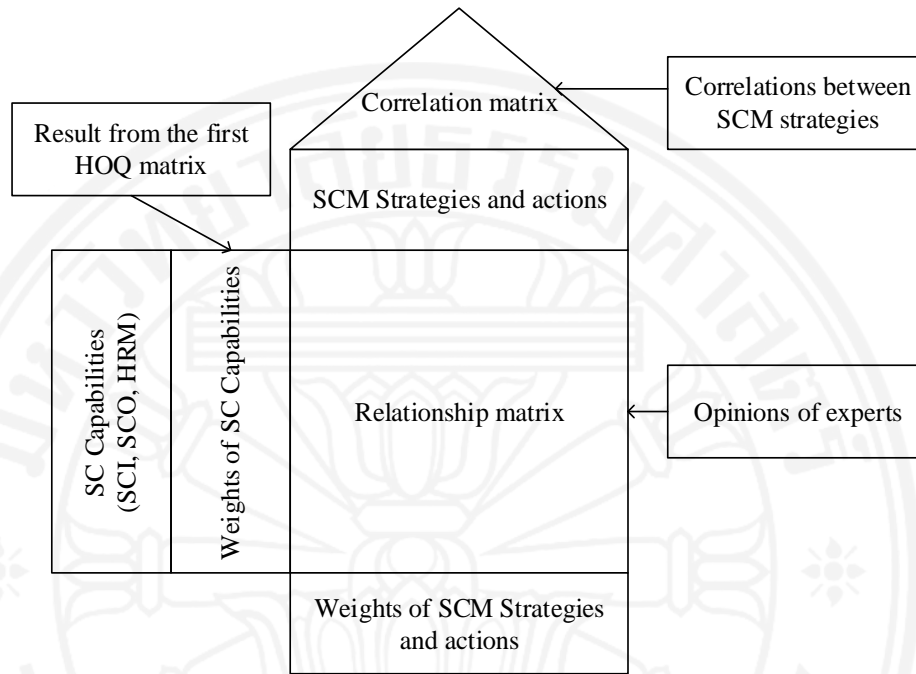 Correlation matrix
Correlations between
SCM strategies
Result from the first
HOQ matrix
SCM Strategies and actions
SC Capabilities
(SCI, SCO, HRM)
Weights of SC Capabilities
Relationship matrix
Opinions of experts
Weights of SCM Strategies
and actions